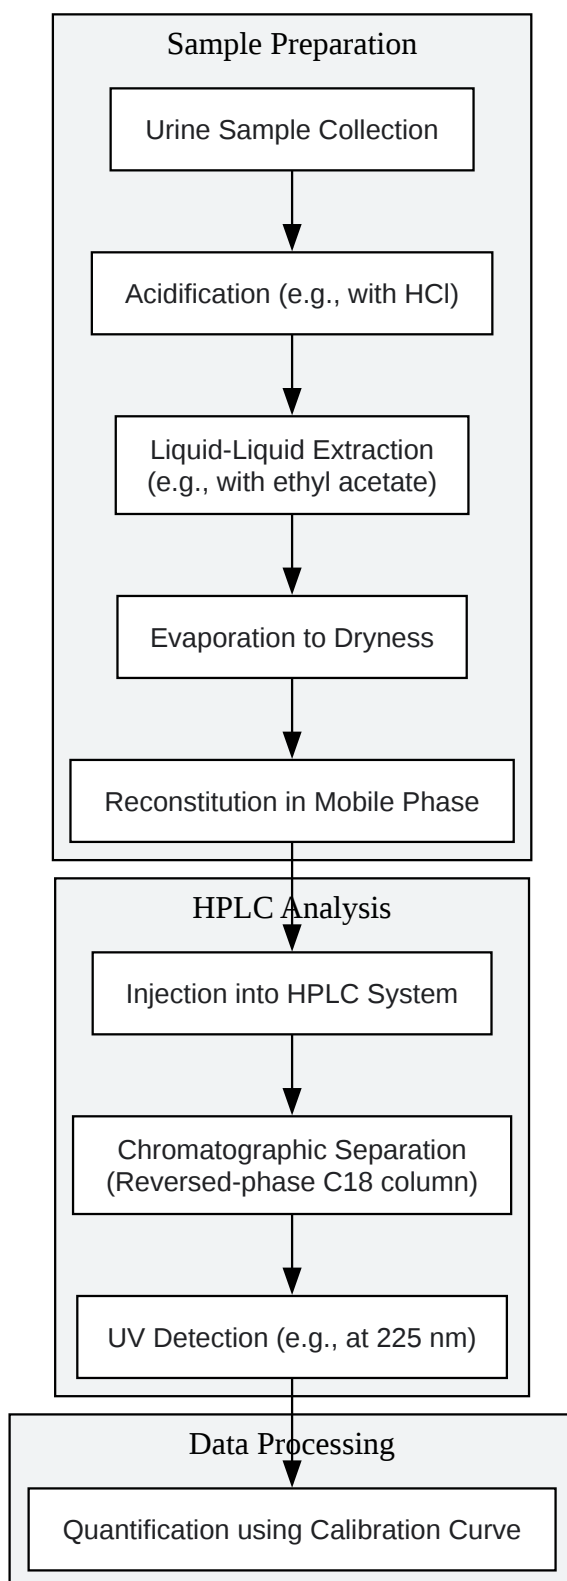 Sample Preparation
Urine Sample Collection
Acidification (e.g., with HCl)
Liquid-Liquid Extraction
(e.g., with ethyl acetate)
Evaporation to Dryness
Reconstitution in Mobile Phase
HPLC Analysis
Injection into HPLC System
Chromatographic Separation
(Reversed-phase C18 column)
UV Detection (e.g., at 225 nm)
Data Processing
Quantification using Calibration Curve